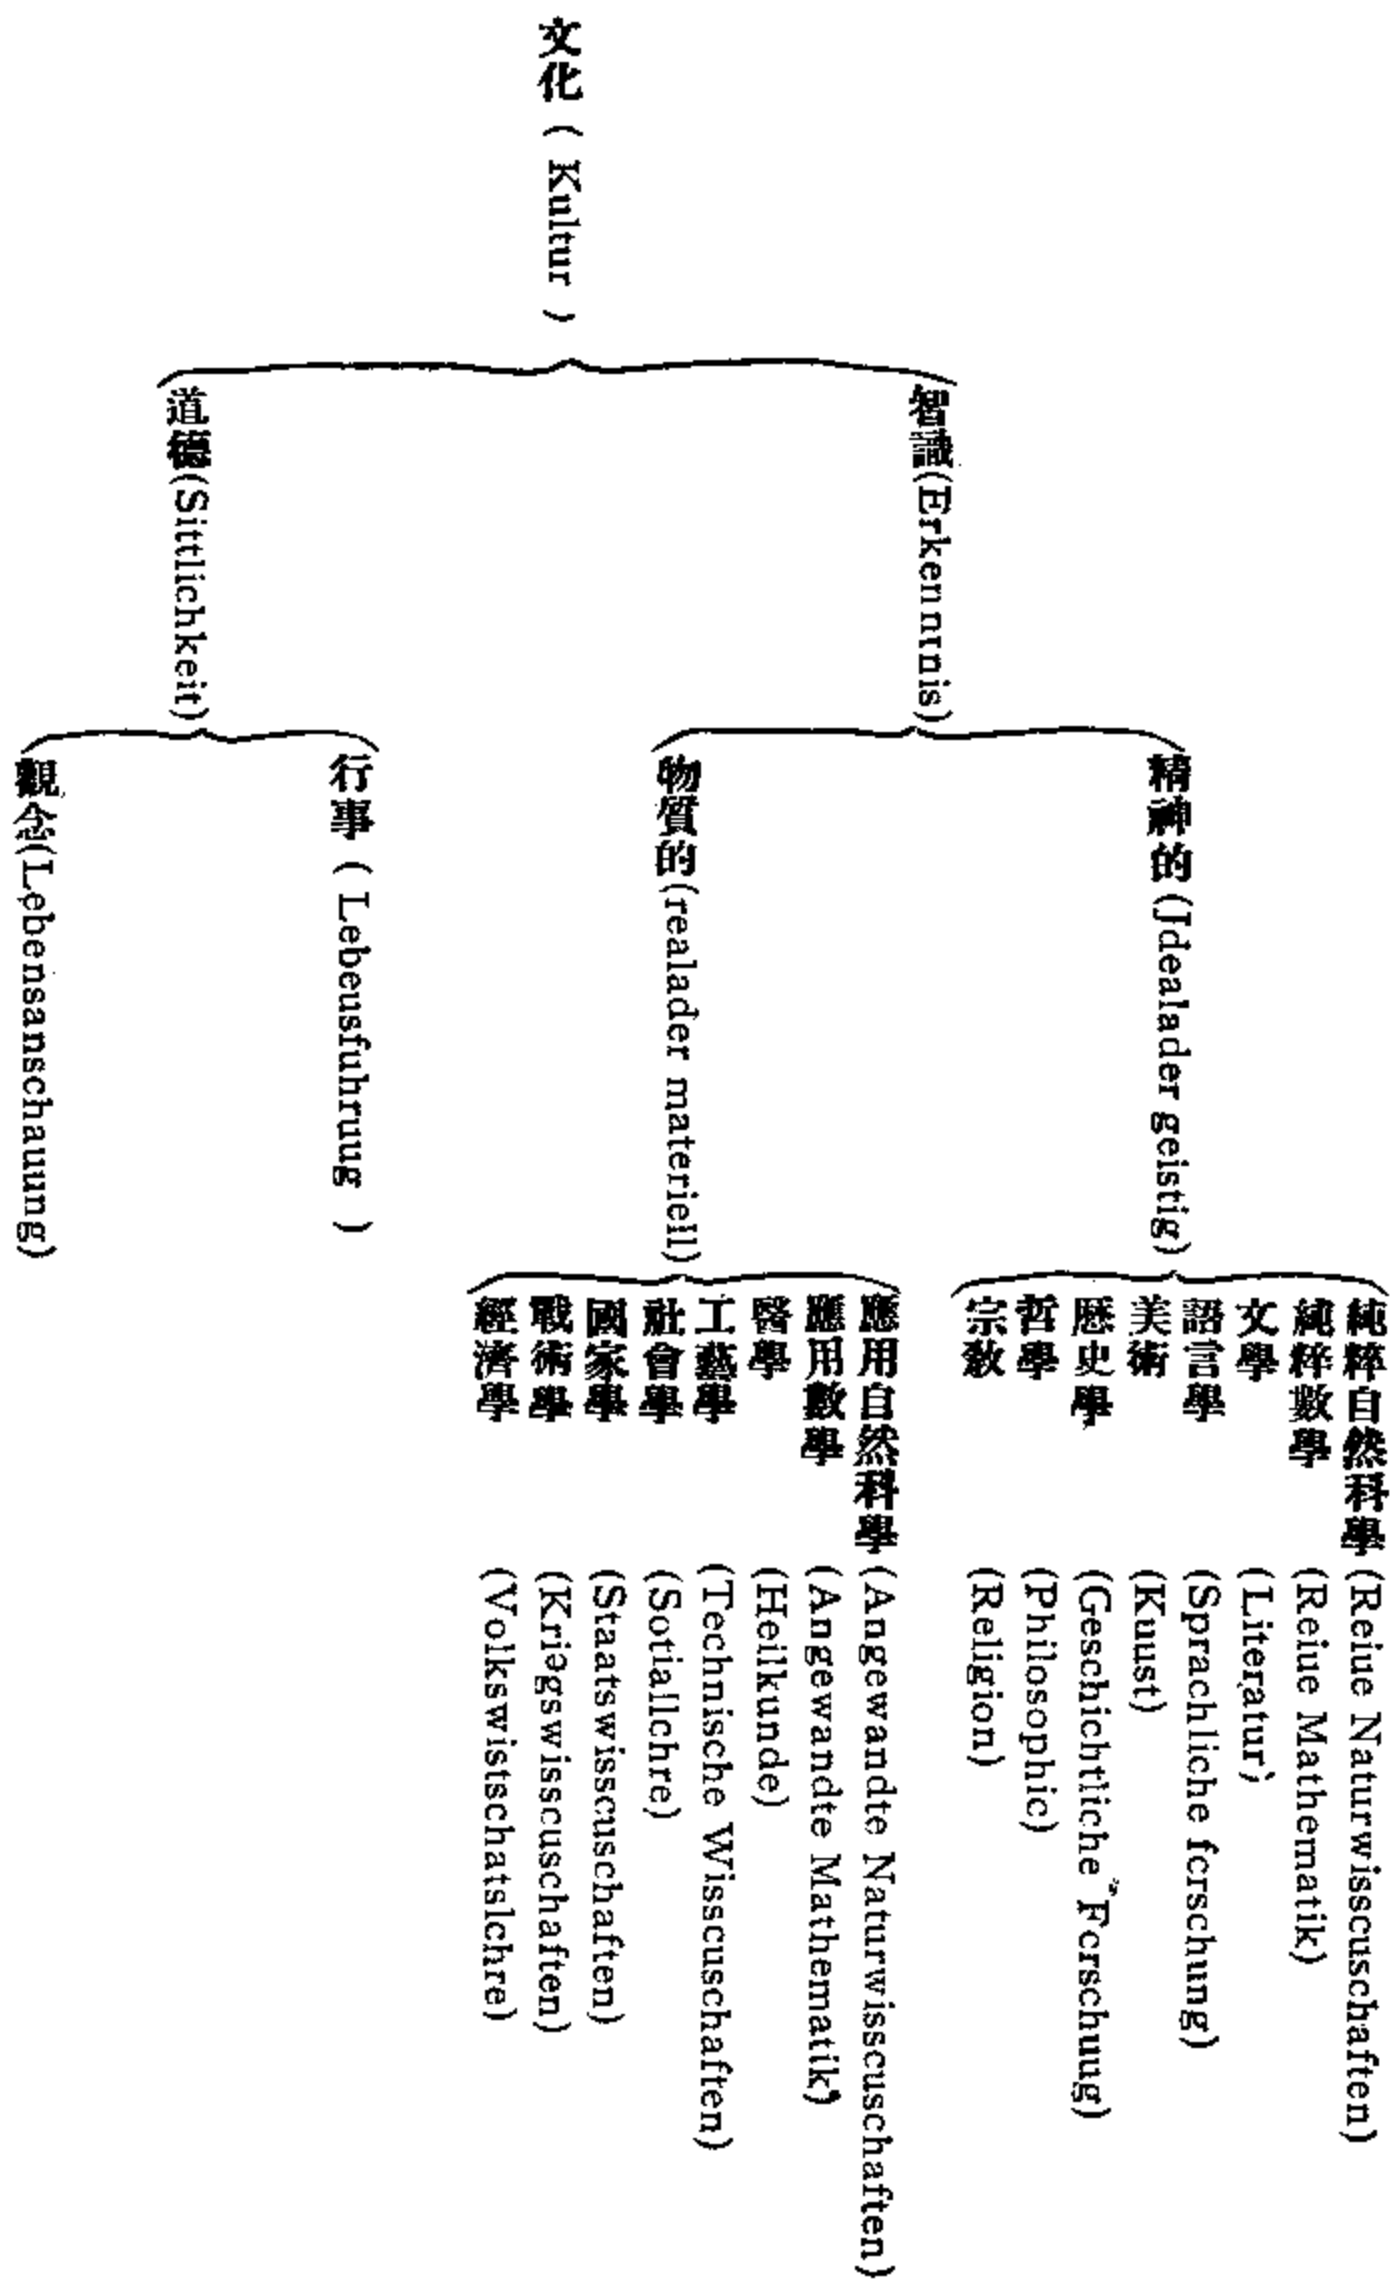 文化 ( Kultur )
知識(Erkenntnis)
精神的(Jdealader geistig)
純粹自然科學(Reiue Naturwisscuschaften)
純粹數學(Reiue Mathematik)
文學(Literatur)
語言學(Sprachliche fcrschung)
美術(Kuust)
歷史學(Geschichtliche Fcrschuug)
哲學(Philosophic)
宗教(Religion)
物質的(realader materiell)
應用自然科學(Angewandte Naturwisscuschaften)
應用數學(Angewandte Mathematik)
醫學(Heilkunde)
工藝學(Technische Wisscuschaften)
社會學(Sotiallchre)
國家學(Staatswisscuschaften)
戰術學(Kriegswisscuschaften)
經濟學(Volkswistschatslchre)
道德(Sittlichkeit)
行事 ( Lebeusfuhruug )
觀念(Lebensanschauung)